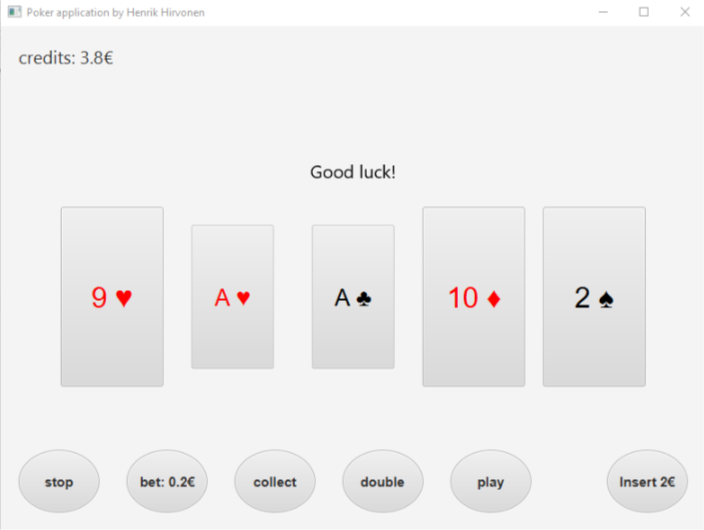 Poker application by Henrik Hirvonen
credits: 3.8€
Good luck!
9 ♥ A ♥ A ♣ 10 ♦ 2 ♠
stop bet: 0.2€ collect double play Insert 2€